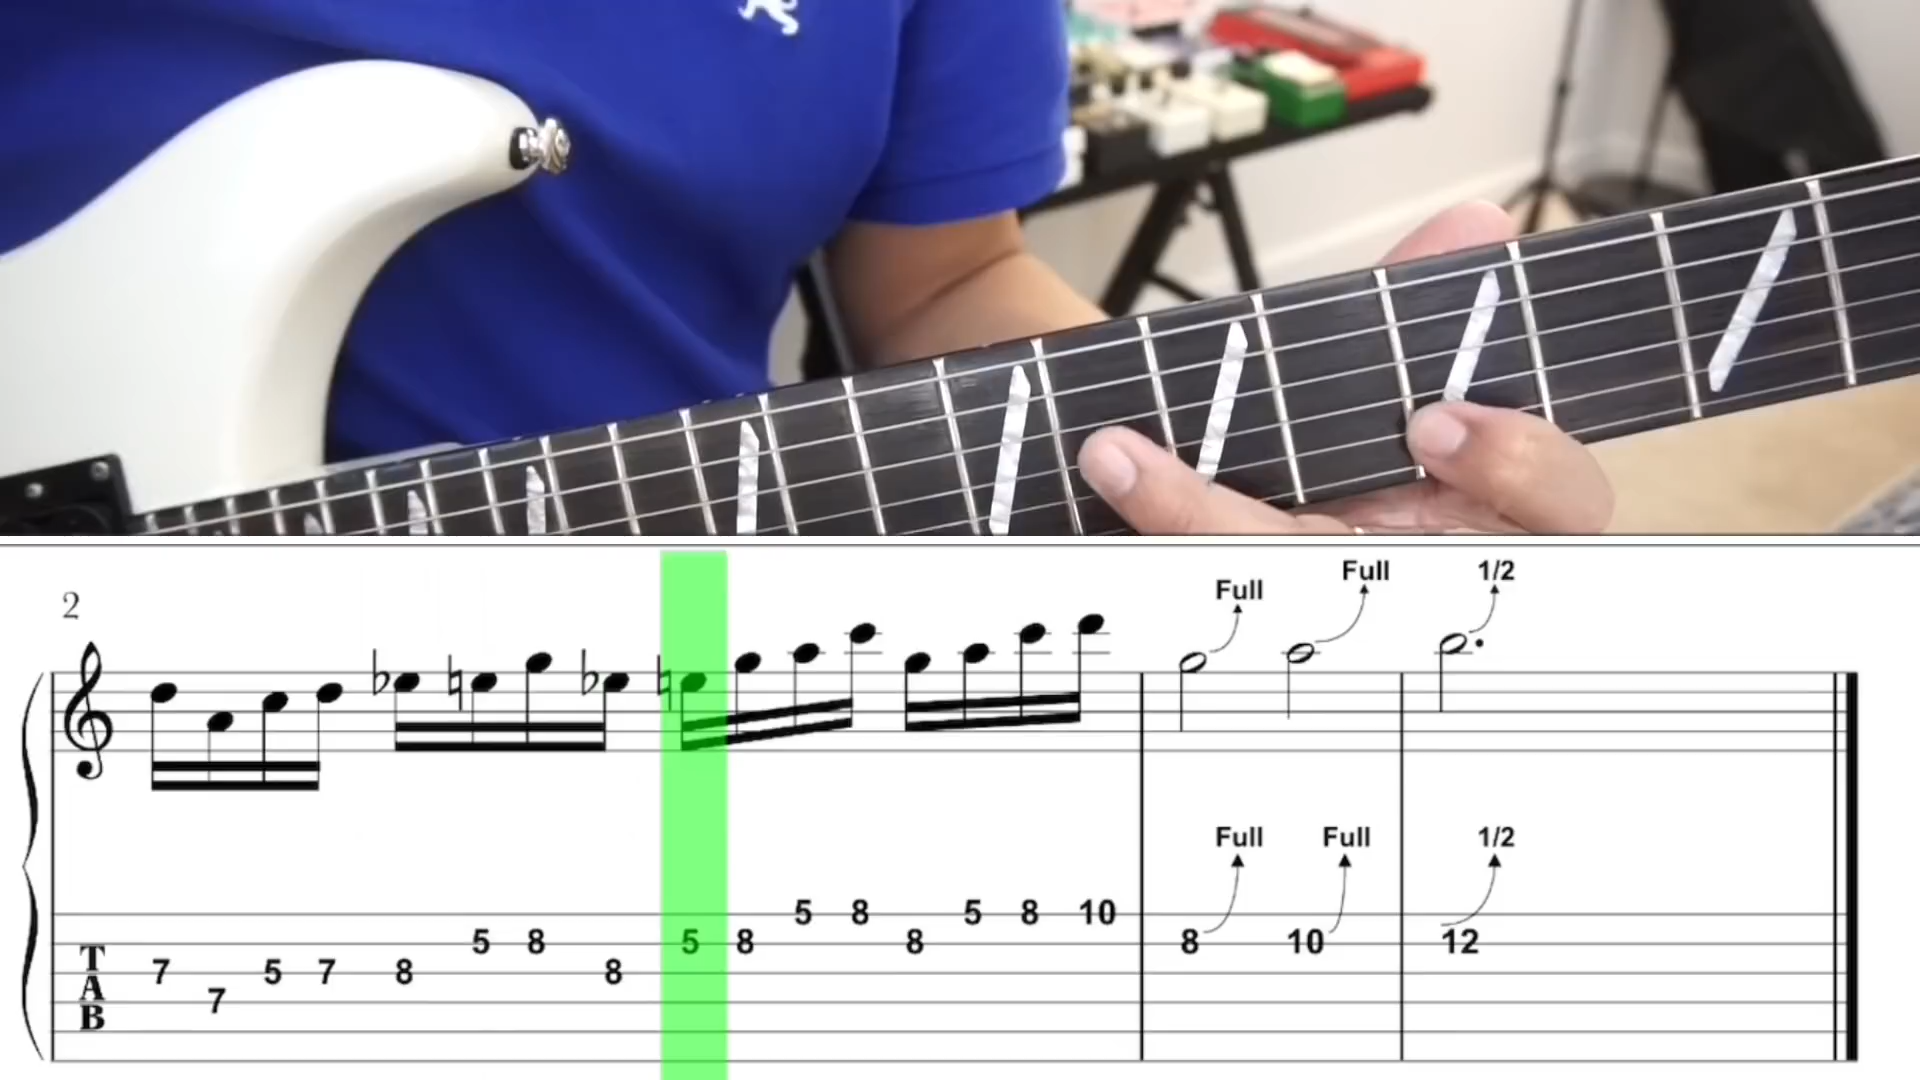 Full Full 1/2
2
Full Full 1/2
5 8 5 8 10
5 8 5 8 8 8 10 12
7 5 7 8 8
7
T
A
B